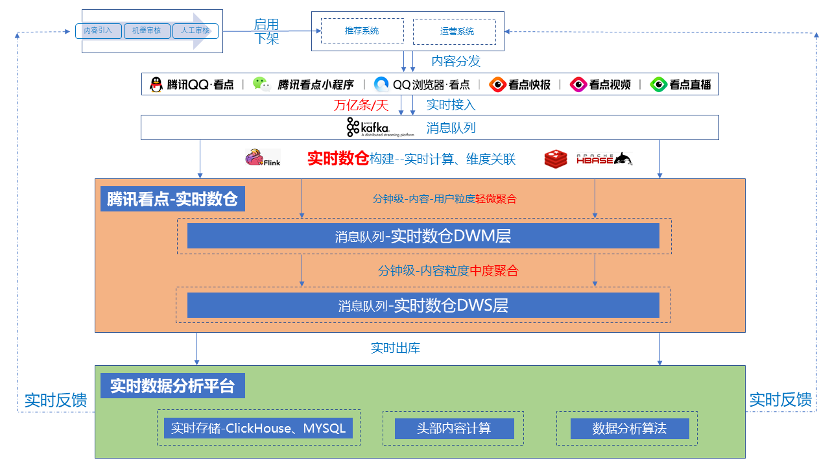 内容引入 机器审核 人工审核
启用
下架
推荐系统 运营系统
内容分发
腾讯QQ·看点 | 腾讯看点小程序 | QQ浏览器·看点 | 看点快报 | 看点视频 | 看点直播
万亿条/天 实时接入
kafka. 消息队列
A distributed streaming platform
Flink 实时数仓构建--实时计算、维度关联 APACHE HBASE
腾讯看点-实时数仓
分钟级-内容-用户粒度轻微聚合
消息队列-实时数仓DWM层
分钟级-内容粒度中度聚合
消息队列-实时数仓DWS层
实时出库
实时数据分析平台
实时反馈 实时反馈
实时存储-ClickHouse、MYSQL 头部内容计算 数据分析算法